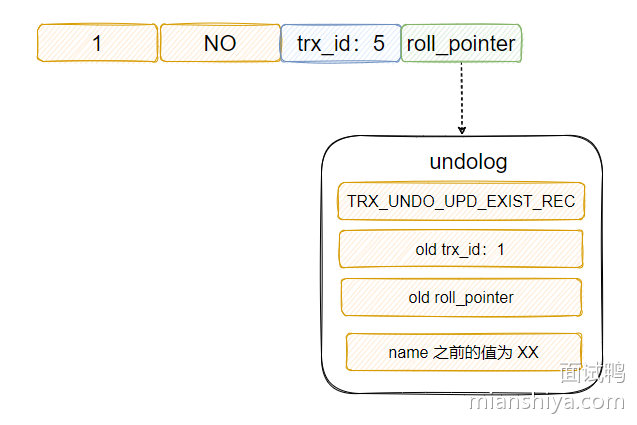 1 NO trx_id：5 roll_pointer
undolog
TRX_UNDO_UPD_EXIST_REC
old trx_id：1
old roll_pointer
name 之前的值为 XX
面试鸭
mianshiya.com